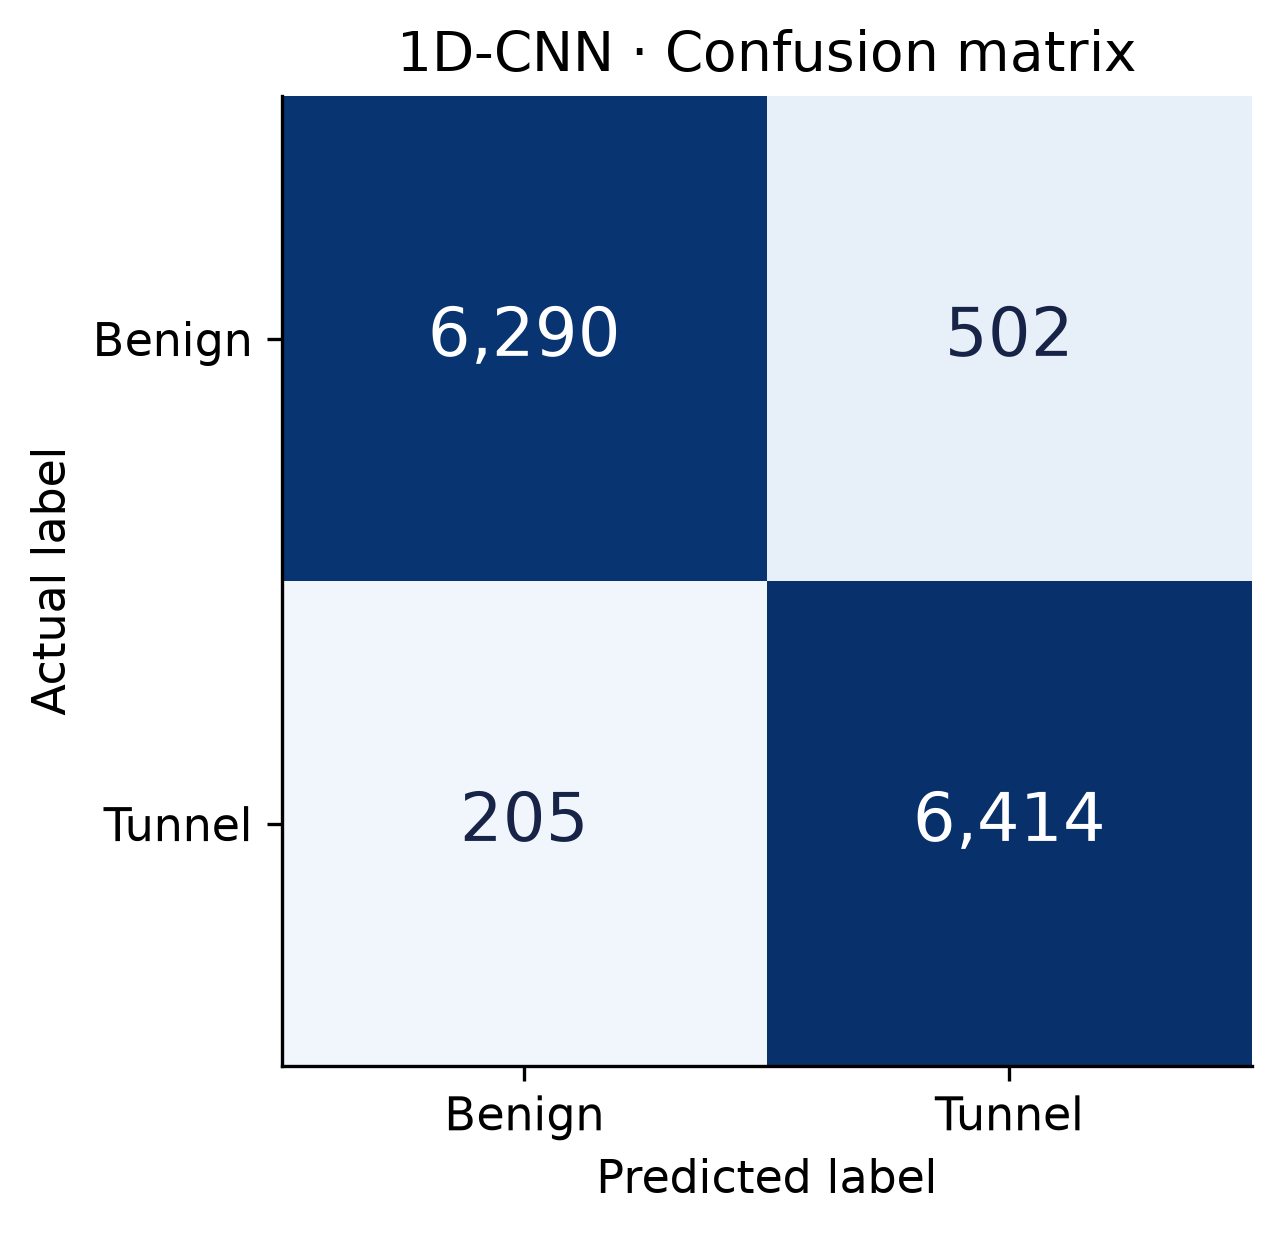 1D-CNN · Confusion matrix
6,290
502
Benign
Actual label
205
6,414
Tunnel
Benign
Tunnel
Predicted label